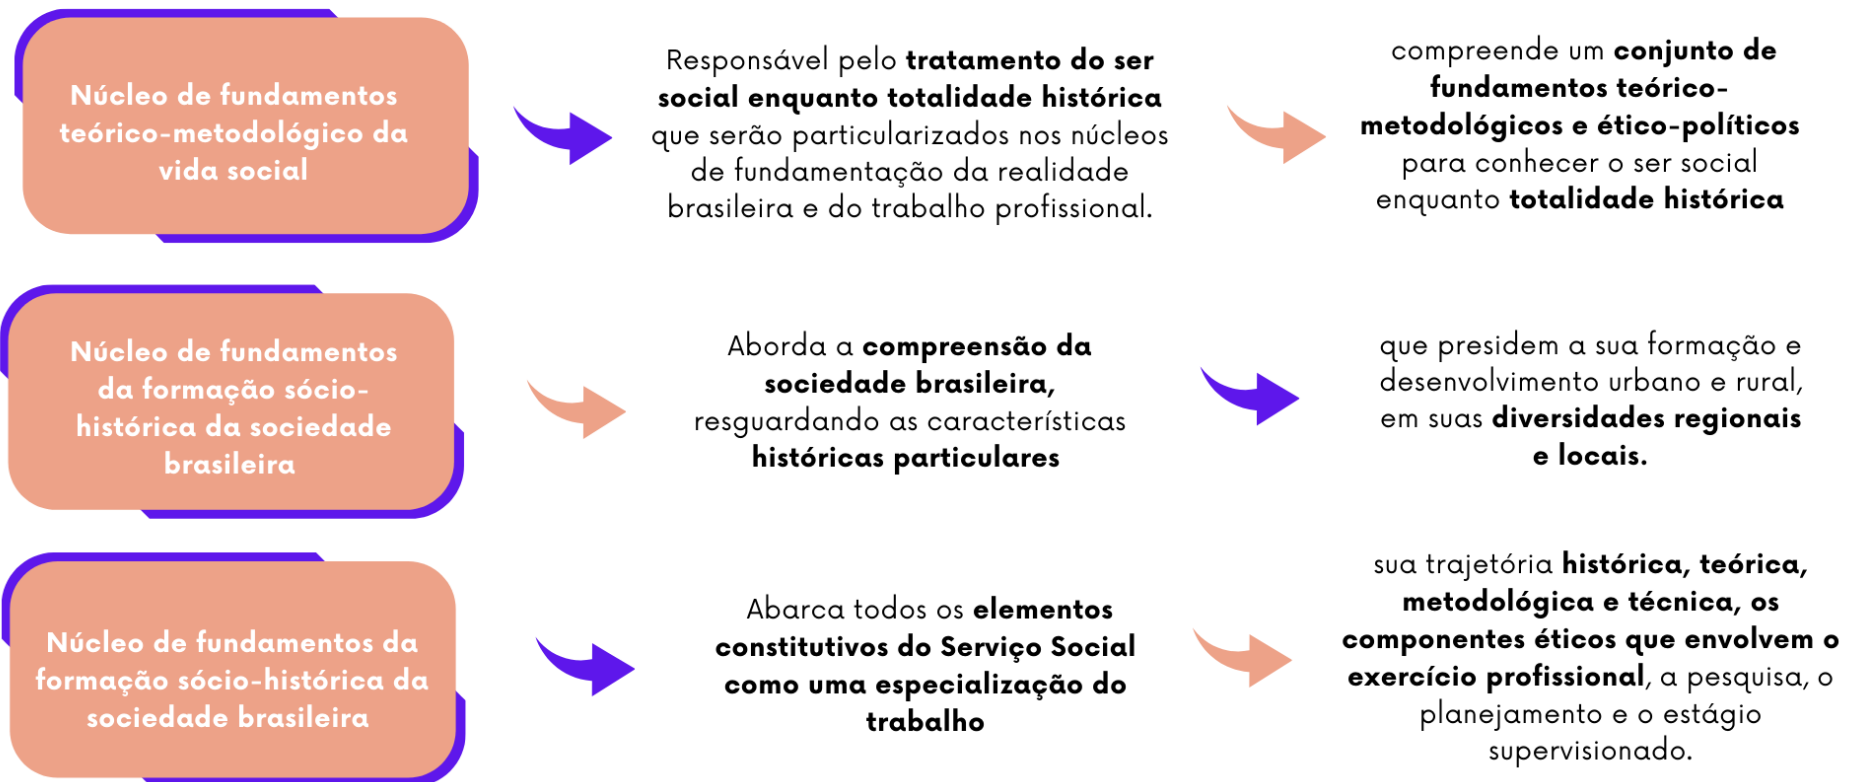 Núcleo de fundamentos
teórico-metodológico da
vida social
Responsável pelo tratamento do ser
social enquanto totalidade histórica
que serão particularizados nos núcleos
de fundamentação da realidade
brasileira e do trabalho profissional.
compreende um conjunto de
fundamentos teórico-
metodológicos e ético-políticos
para conhecer o ser social
enquanto totalidade histórica
Núcleo de fundamentos
da formação sócio-
histórica da sociedade
brasileira
Aborda a compreensão da
sociedade brasileira,
resguardando as características
históricas particulares
que presidem a sua formação e
desenvolvimento urbano e rural,
em suas diversidades regionais
e locais.
Núcleo de fundamentos da
formação sócio-histórica da
sociedade brasileira
Abarca todos os elementos
constitutivos do Serviço Social
como uma especialização do
trabalho
sua trajetória histórica, teórica,
metodológica e técnica, os
componentes éticos que envolvem o
exercício profissional, a pesquisa, o
planejamento e o estágio
supervisionado.